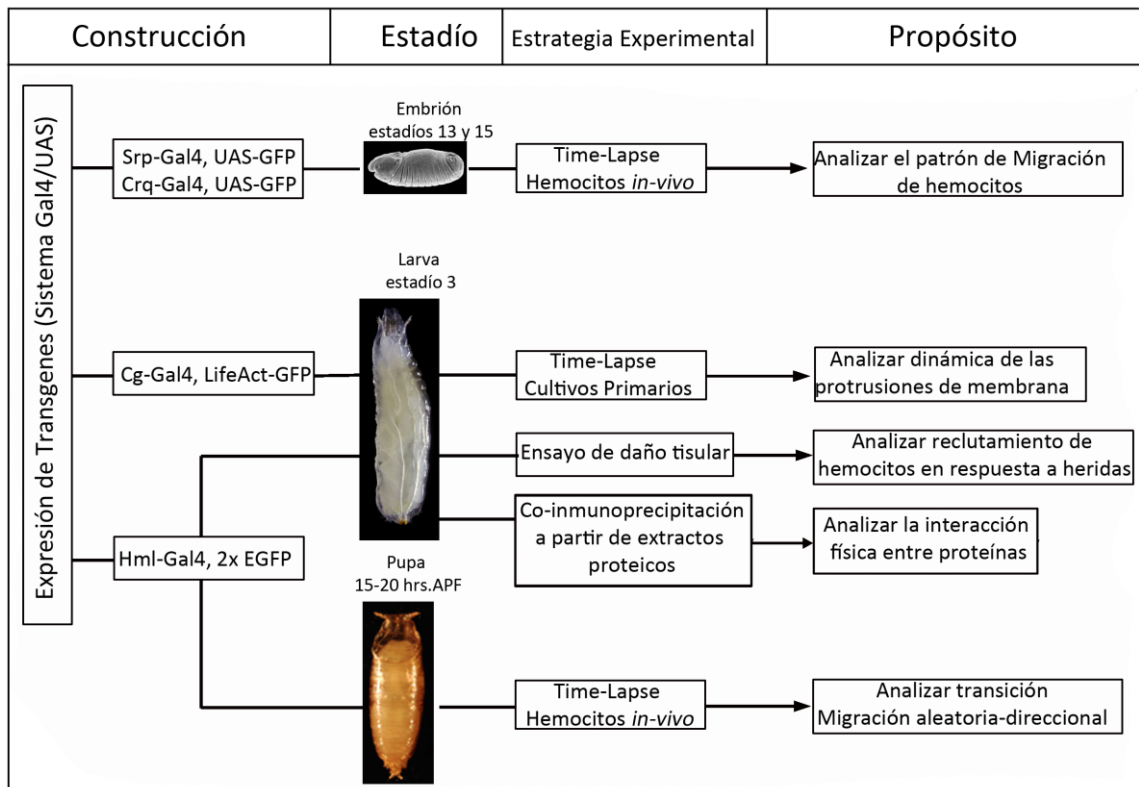 Construcción
Estadío
Estrategia Experimental
Propósito
Expresión de Transgenes (Sistema Gal4/UAS)
Srp-Gal4, UAS-GFP
Crq-Gal4, UAS-GFP
Embrión
estadíos 13 y 15
Time-Lapse
Hemocitos in-vivo
Analizar el patrón de Migración
de hemocitos
Larva
estadío 3
Cg-Gal4, LifeAct-GFP
Time-Lapse
Cultivos Primarios
Analizar dinámica de las
protrusiones de membrana
Ensayo de daño tisular
Analizar reclutamiento de
hemocitos en respuesta a heridas
Hml-Gal4, 2x EGFP
Co-inmunoprecipitación
a partir de extractos
proteicos
Analizar la interacción
física entre proteínas
Pupa
15-20 hrs.APF
Time-Lapse
Hemocitos in-vivo
Analizar transición
Migración aleatoria-direccional